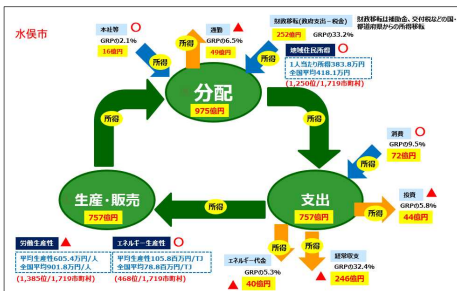 水俣市
本社等 〇
GRPの2.1%
16億円
所得
通勤 ▲
GRPの6.5%
49億円
所得
財政移転(政府支出ー税金)
252億円 GRPの33.2%
所得
財政移転は補助金、交付税などの国・
都道府県からの所得移転
地域住民所得 〇
1人当たり所得383.8万円
全国平均418.1万円
(1,250位/1,719市町村)
分配
975億円
所得
所得
消費 〇
GRPの9.5%
72億円
所得
生産・販売
757億円
所得
支出
757億円
所得
投資 ▲
GRPの5.8%
44億円
労働生産性 ▲
平均生産性605.4万円/人
全国平均901.8万円/人
(1,385位/1,719市町村)
エネルギー生産性 〇
平均生産性105.8百万円/TJ
全国平均78.8百万円/TJ
(468位/1,719市町村)
所得
エネルギー代金
GRPの5.3%
▲ 40億円
所得
経常収支
GRPの32.4%
▲ 246億円